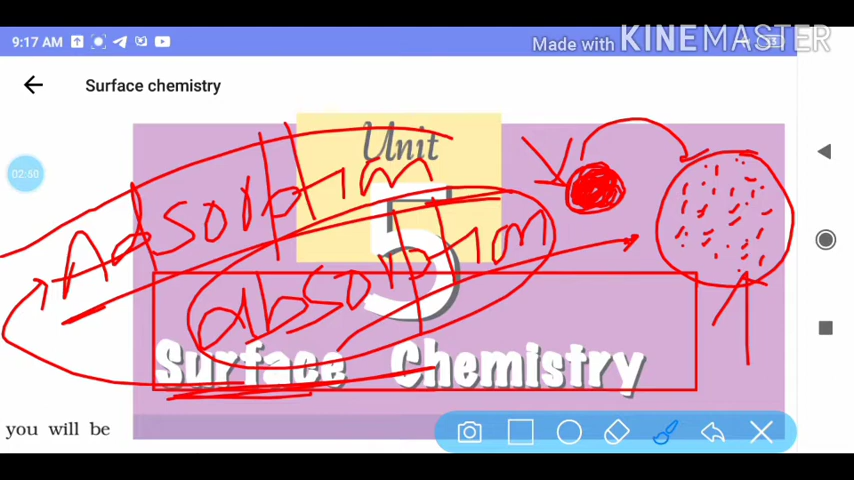 9:17 AM
Made with KINEMASTER
Surface chemistry
Unit
5
02:50
Adsorption
absorption
Surface Chemistry
you will be